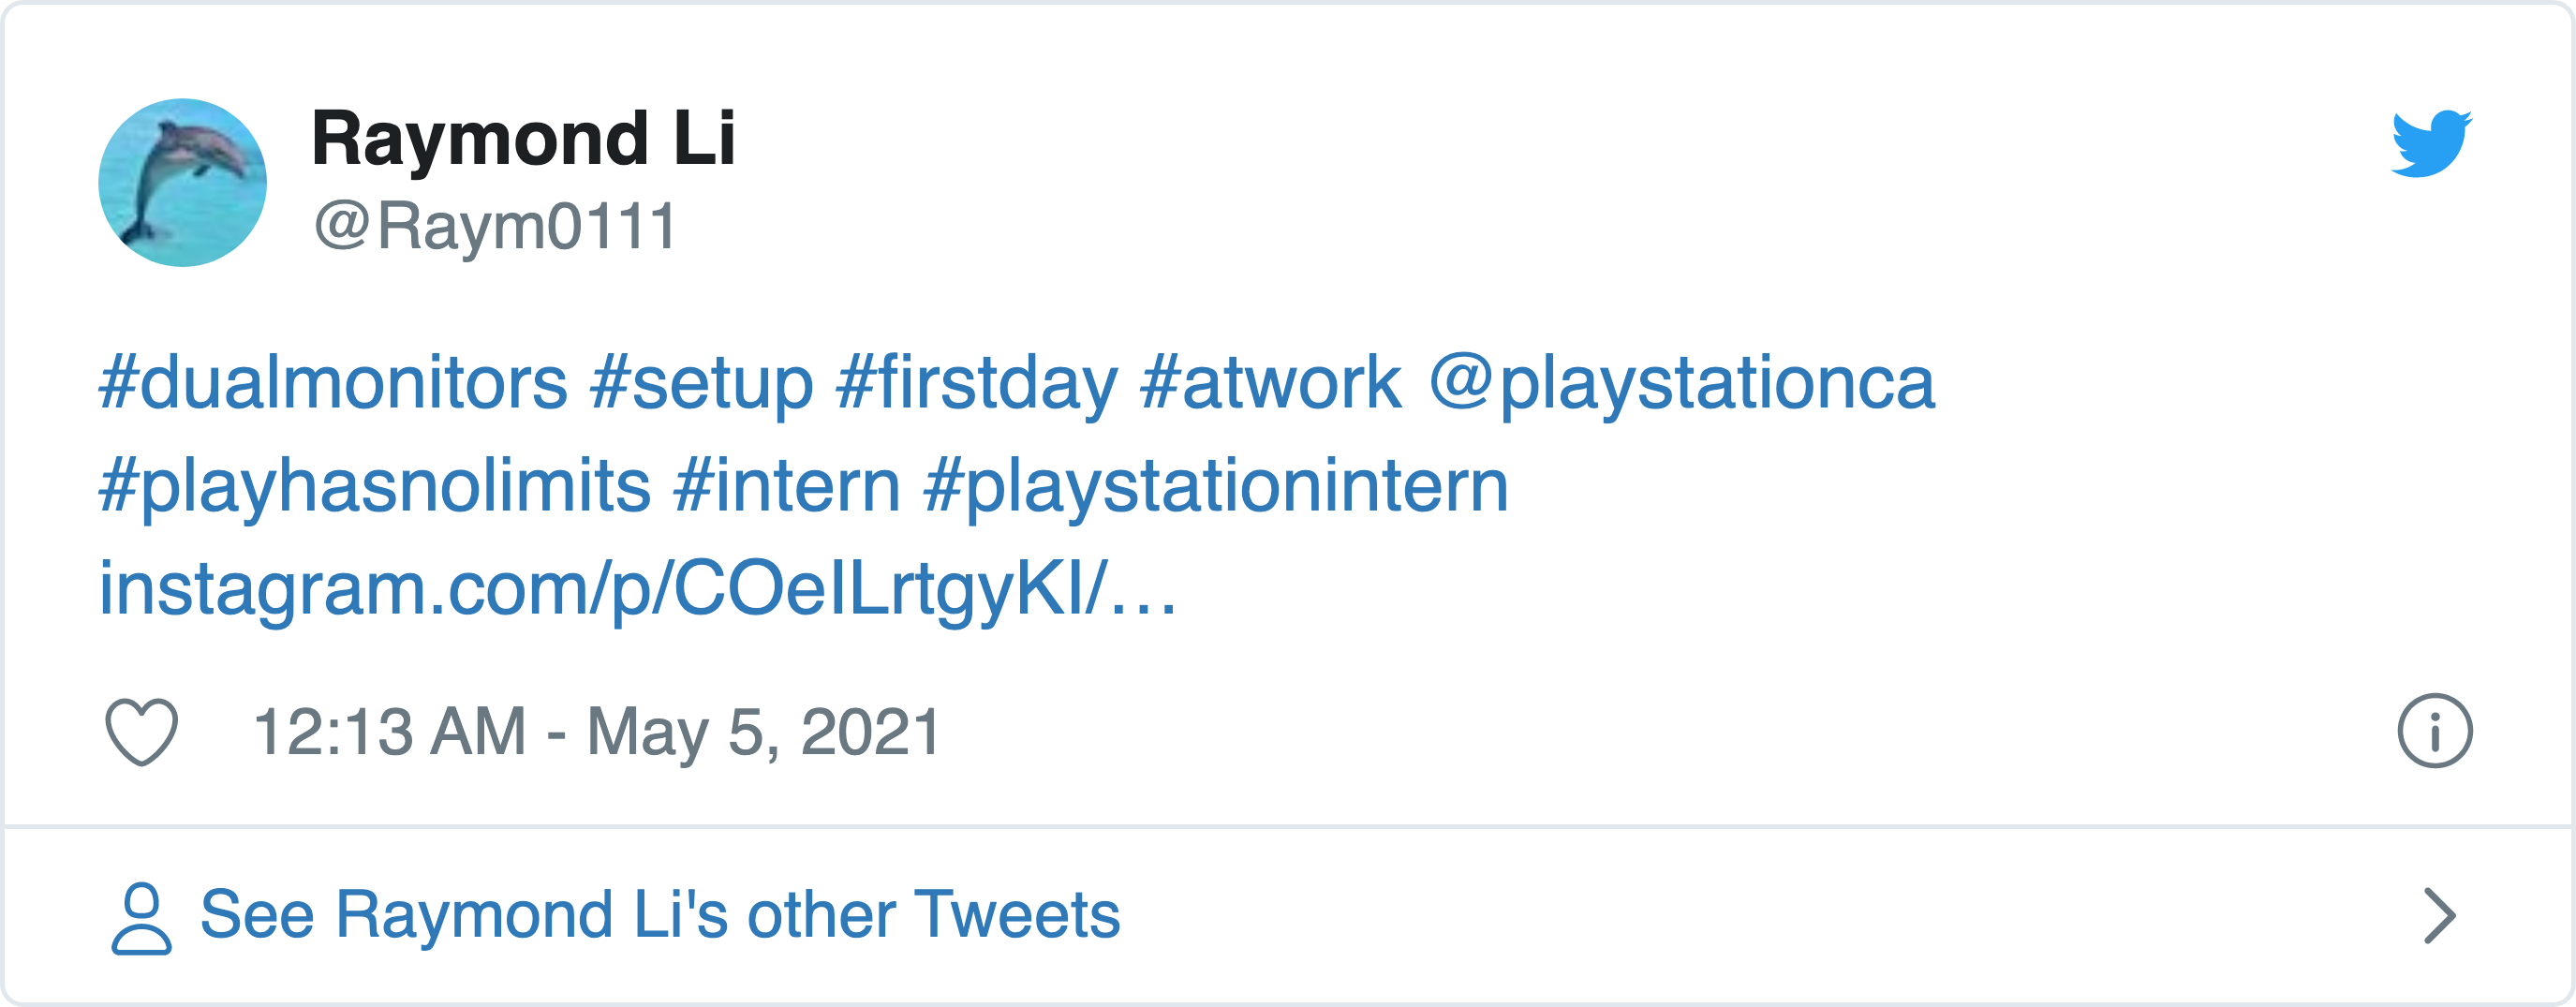 Raymond Li
@Raym0111
#dualmonitors #setup #firstday #atwork @playstationca
#playhasnolimits #intern #playstationintern
instagram.com/p/COeILrtgyKI/…
12:13 AM - May 5, 2021
See Raymond Li's other Tweets